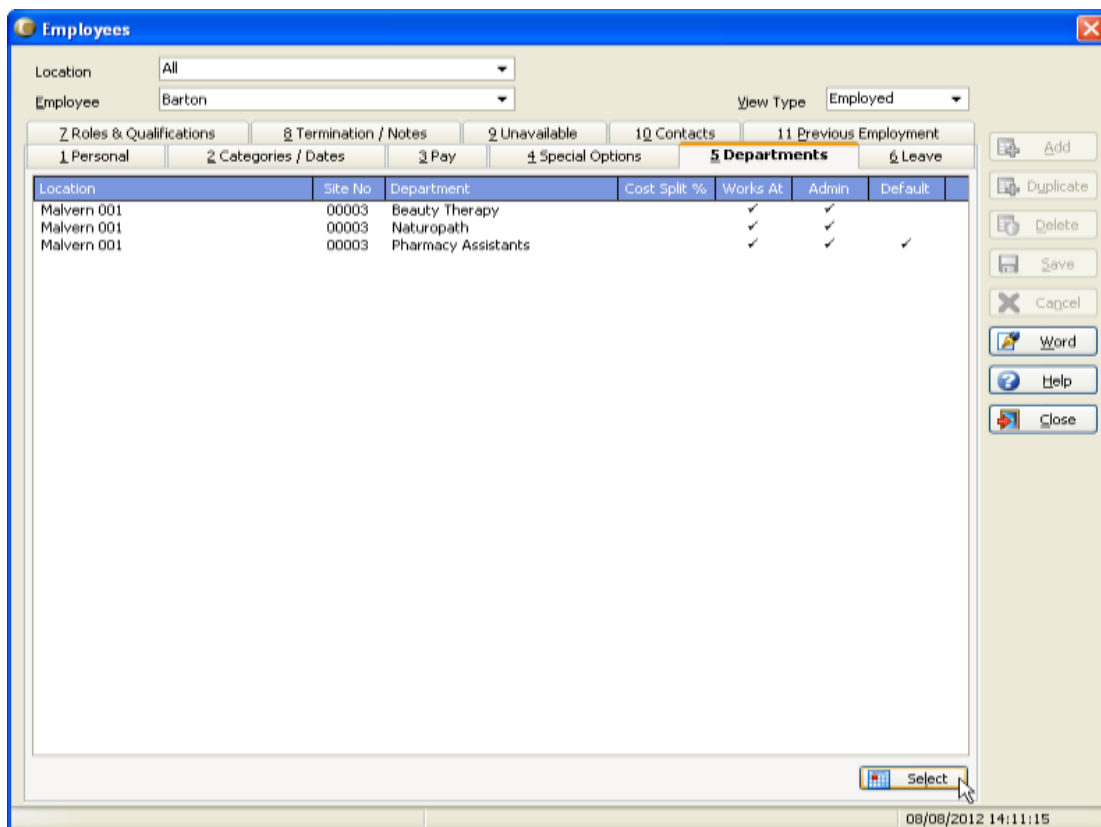 Employees
Location All
Employee Barton View Type Employed
7 Roles & Qualifications 8 Termination / Notes 9 Unavailable 10 Contacts 11 Previous Employment
1 Personal 2 Categories / Dates 3 Pay 4 Special Options 5 Departments 6 Leave
Location Site No Department Cost Split % Works At Admin Default
Malvern 001 00003 Beauty Therapy ✓ ✓
Malvern 001 00003 Naturopath ✓ ✓
Malvern 001 00003 Pharmacy Assistants ✓ ✓ ✓
Add
Duplicate
Delete
Save
Cancel
Word
Help
Close
Select
08/08/2012 14:11:15